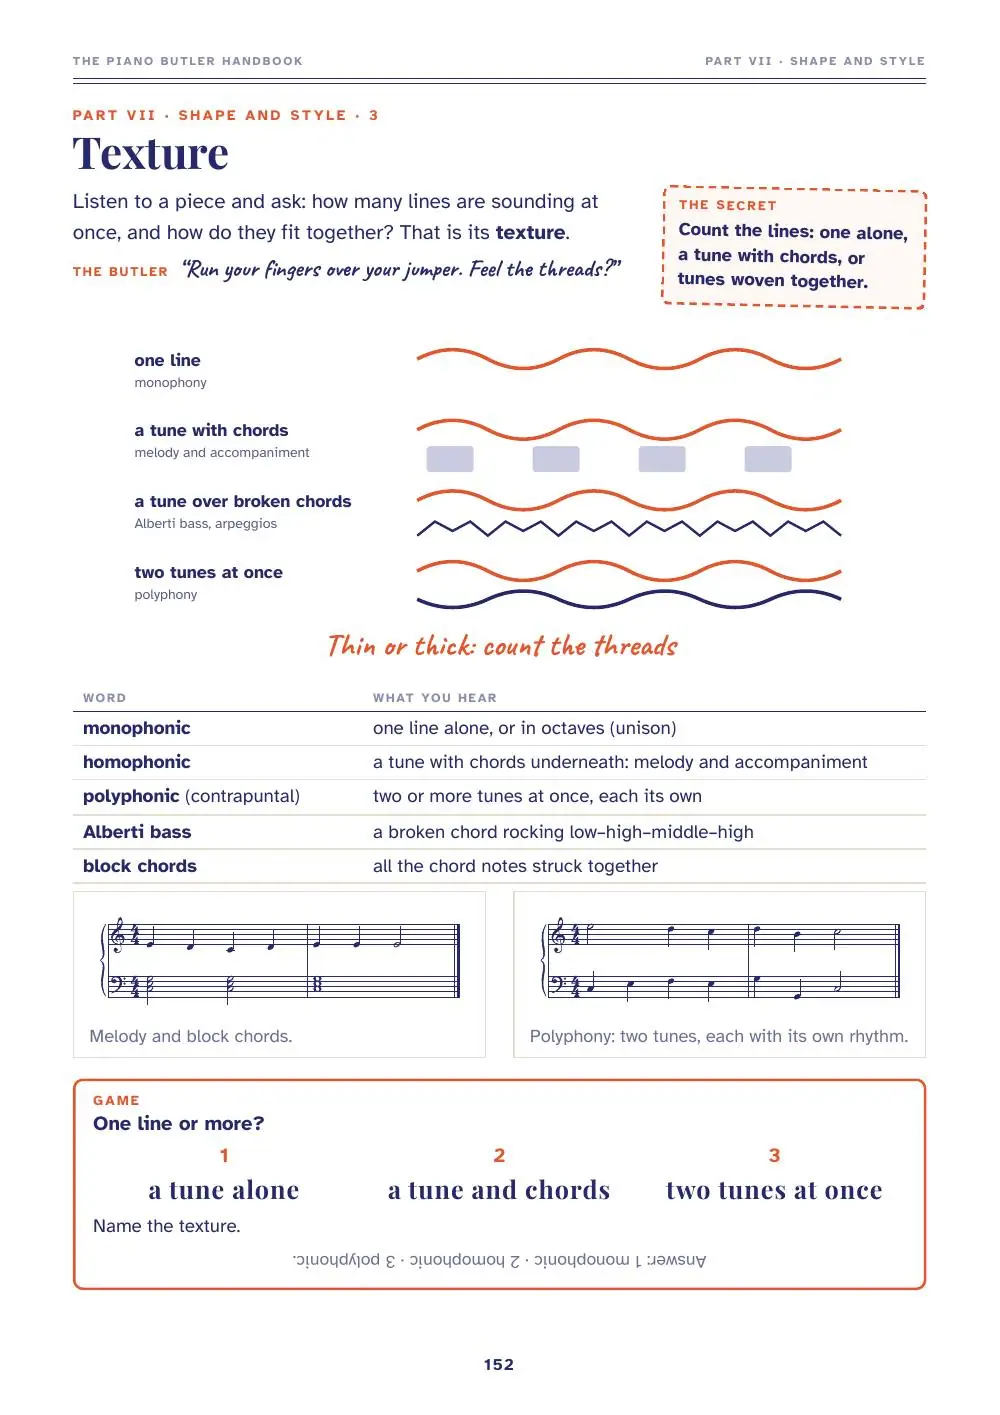 THE PIANO BUTLER HANDBOOK
PART VII · SHAPE AND STYLE
PART VII · SHAPE AND STYLE · 3
Texture
Listen to a piece and ask: how many lines are sounding at
once, and how do they fit together? That is its texture.
THE BUTLER “Run your fingers over your jumper. Feel the threads?”
THE SECRET
Count the lines: one alone,
a tune with chords, or
tunes woven together.
one line
monophony
a tune with chords
melody and accompaniment
a tune over broken chords
Alberti bass, arpeggios
two tunes at once
polyphony
Thin or thick: count the threads
WORD WHAT YOU HEAR
monophonic one line alone, or in octaves (unison)
homophonic a tune with chords underneath: melody and accompaniment
polyphonic (contrapuntal) two or more tunes at once, each its own
Alberti bass a broken chord rocking low–high–middle–high
block chords all the chord notes struck together
Melody and block chords.
Polyphony: two tunes, each with its own rhythm.
GAME
One line or more?
1 2 3
a tune alone a tune and chords two tunes at once
Name the texture.
Answer: 1 monophonic · 2 homophonic · 3 polyphonic.
152